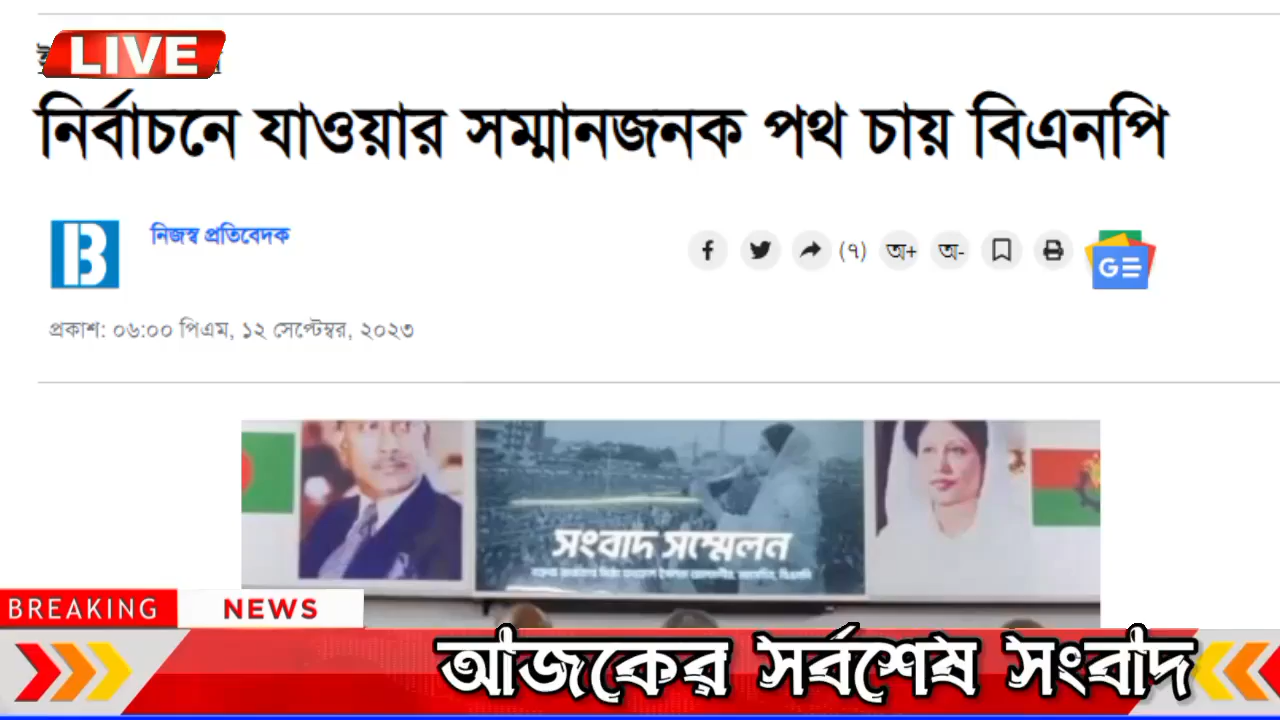 LIVE
নির্বাচনে যাওয়ার সম্মানজনক পথ চায় বিএনপি
B নিজস্ব প্রতিবেদক
(৭) অ+ অ- GE
প্রকাশ: ০৬:০০ পিএম, ১২ সেপ্টেম্বর, ২০২৩
সংবাদ সম্মেলন
BREAKING NEWS
আজকের সর্বশেষ সংবাদ